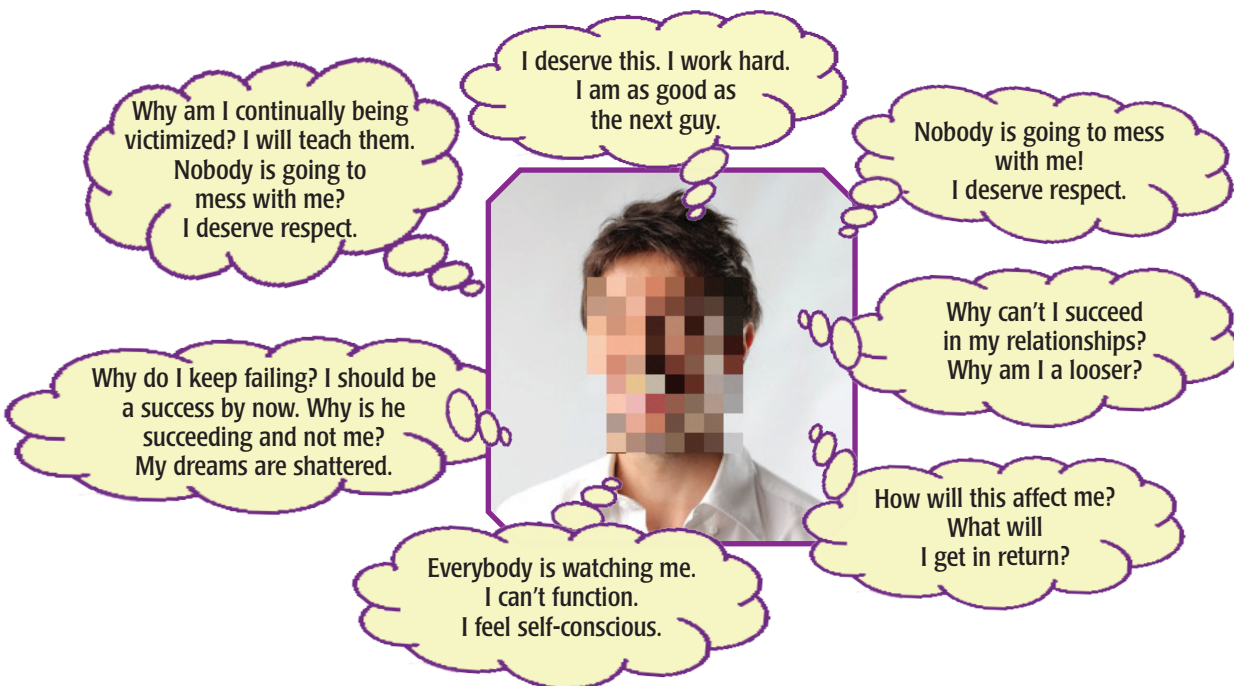 I deserve this. I work hard.
I am as good as
the next guy.
Why am I continually being
victimized? I will teach them.
Nobody is going to
mess with me?
I deserve respect.
Nobody is going to mess
with me!
I deserve respect.
Why can't I succeed
in my relationships?
Why am I a looser?
Why do I keep failing? I should be
a success by now. Why is he
succeeding and not me?
My dreams are shattered.
How will this affect me?
What will
I get in return?
Everybody is watching me.
I can't function.
I feel self-conscious.